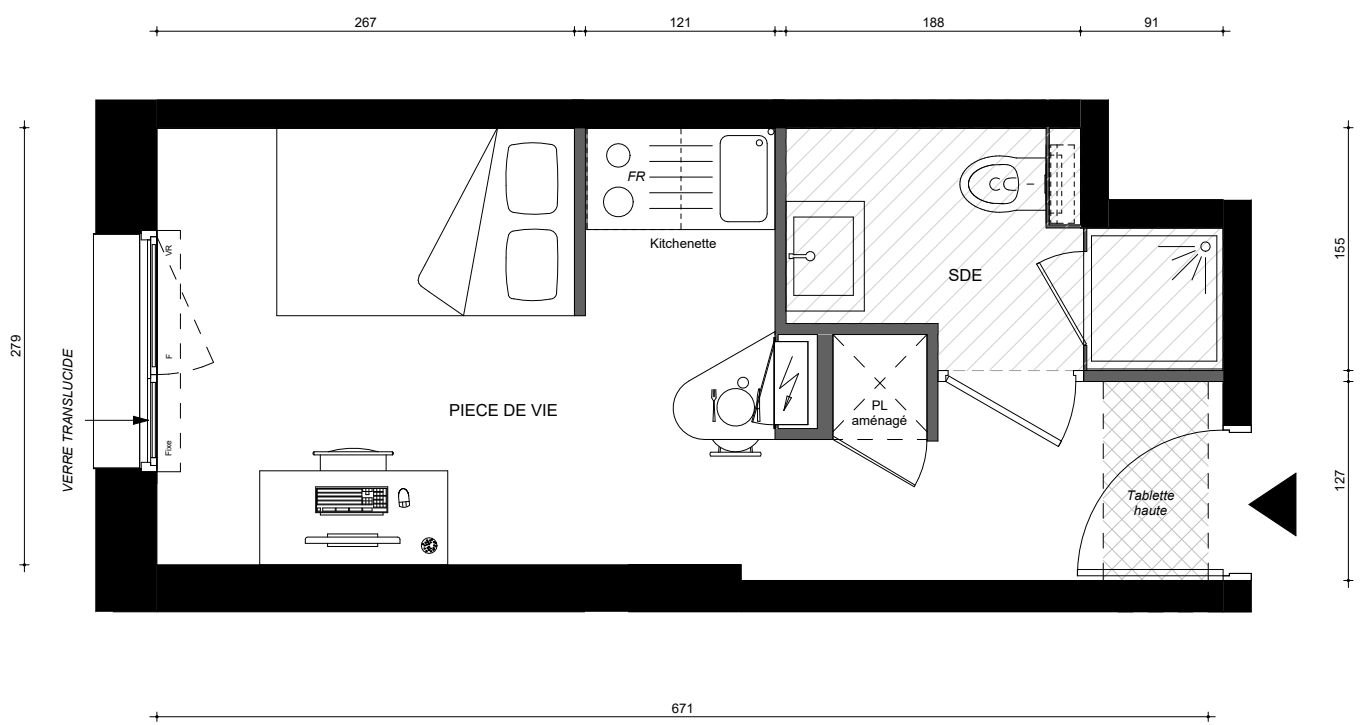 267
121
188
91
FR
Kitchenette
SDE
155
VR
F
Fixe
279
VERRE TRANSLUCIDE
PIECE DE VIE
PL
aménagé
127
Tablette
haute
671